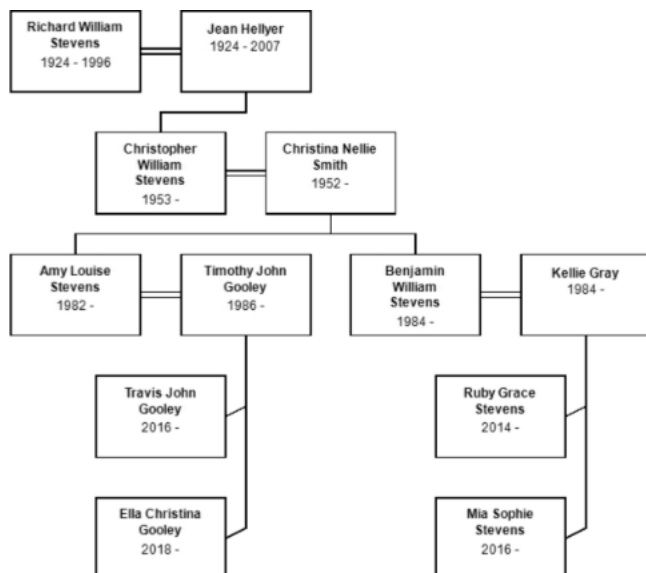 Richard William
Stevens
1924 - 1996
Jean Hellyer
1924 - 2007
Christopher
William
Stevens
1953 -
Christina Nellie
Smith
1952 -
Amy Louise
Stevens
1982 -
Timothy John
Gooley
1986 -
Benjamin
William
Stevens
1984 -
Kellie Gray
1984 -
Travis John
Gooley
2016 -
Ruby Grace
Stevens
2014 -
Ella Christina
Gooley
2018 -
Mia Sophie
Stevens
2016 -